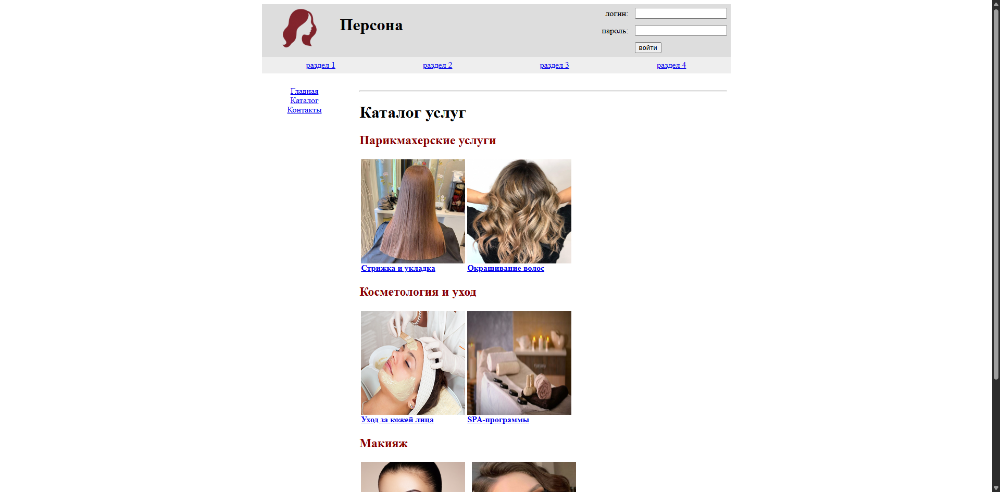 Персона
логин:
пароль:
войти
раздел 1 раздел 2 раздел 3 раздел 4
Главная
Каталог
Контакты
Каталог услуг
Парикмахерские услуги
Стрижка и укладка Окрашивание волос
Косметология и уход
Уход за кожей лица SPA-программы
Макияж